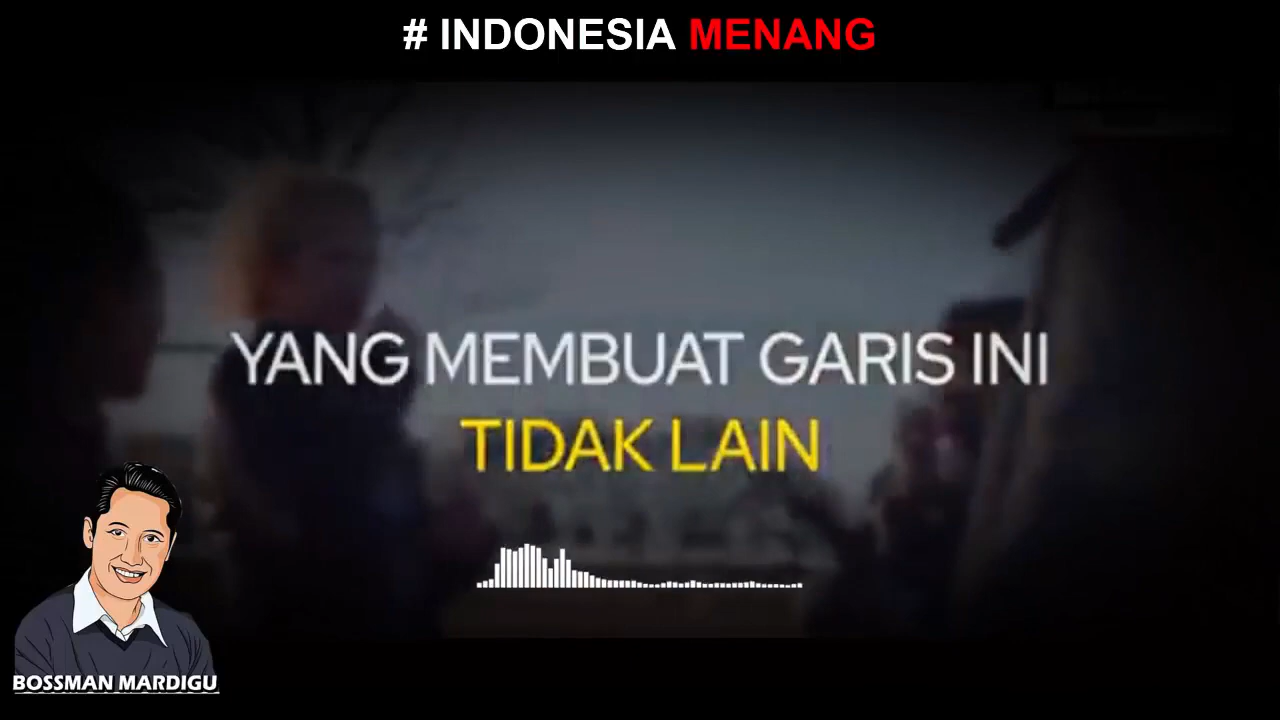 # INDONESIA MENANG
YANG MEMBUAT GARIS INI
TIDAK LAIN
BOSSMAN MARDIGU